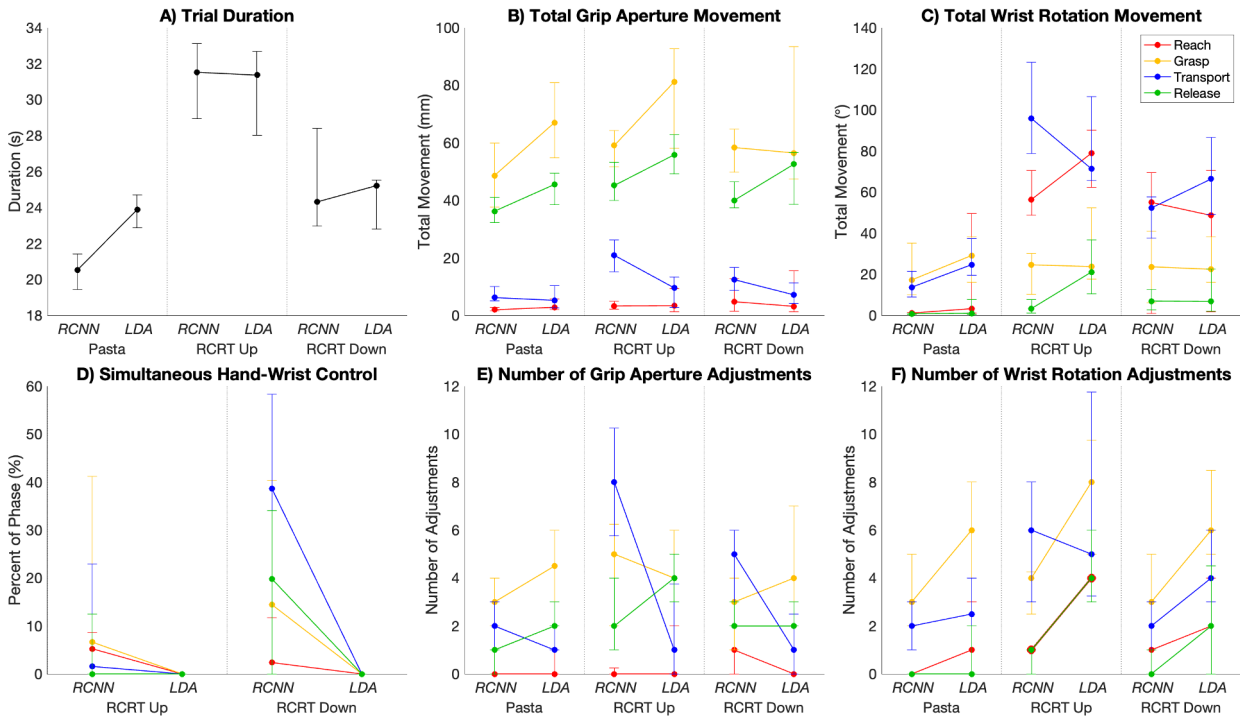 A) Trial Duration
34
32
30
28
26
24
22
20
18
Duration (s)
RCNN LDA RCNN LDA RCNN LDA
Pasta RCRT Up RCRT Down
B) Total Grip Aperture Movement
100
80
60
40
20
0
Total Movement (mm)
RCNN LDA RCNN LDA RCNN LDA
Pasta RCRT Up RCRT Down
C) Total Wrist Rotation Movement
140
120
100
80
60
40
20
0
Total Movement (°)
Reach
Grasp
Transport
Release
RCNN LDA RCNN LDA RCNN LDA
Pasta RCRT Up RCRT Down
D) Simultaneous Hand-Wrist Control
60
50
40
30
20
10
0
Percent of Phase (%)
RCNN LDA RCNN LDA
RCRT Up RCRT Down
E) Number of Grip Aperture Adjustments
12
10
8
6
4
2
0
Number of Adjustments
RCNN LDA RCNN LDA RCNN LDA
Pasta RCRT Up RCRT Down
F) Number of Wrist Rotation Adjustments
12
10
8
6
4
2
0
Number of Adjustments
RCNN LDA RCNN LDA RCNN LDA
Pasta RCRT Up RCRT Down